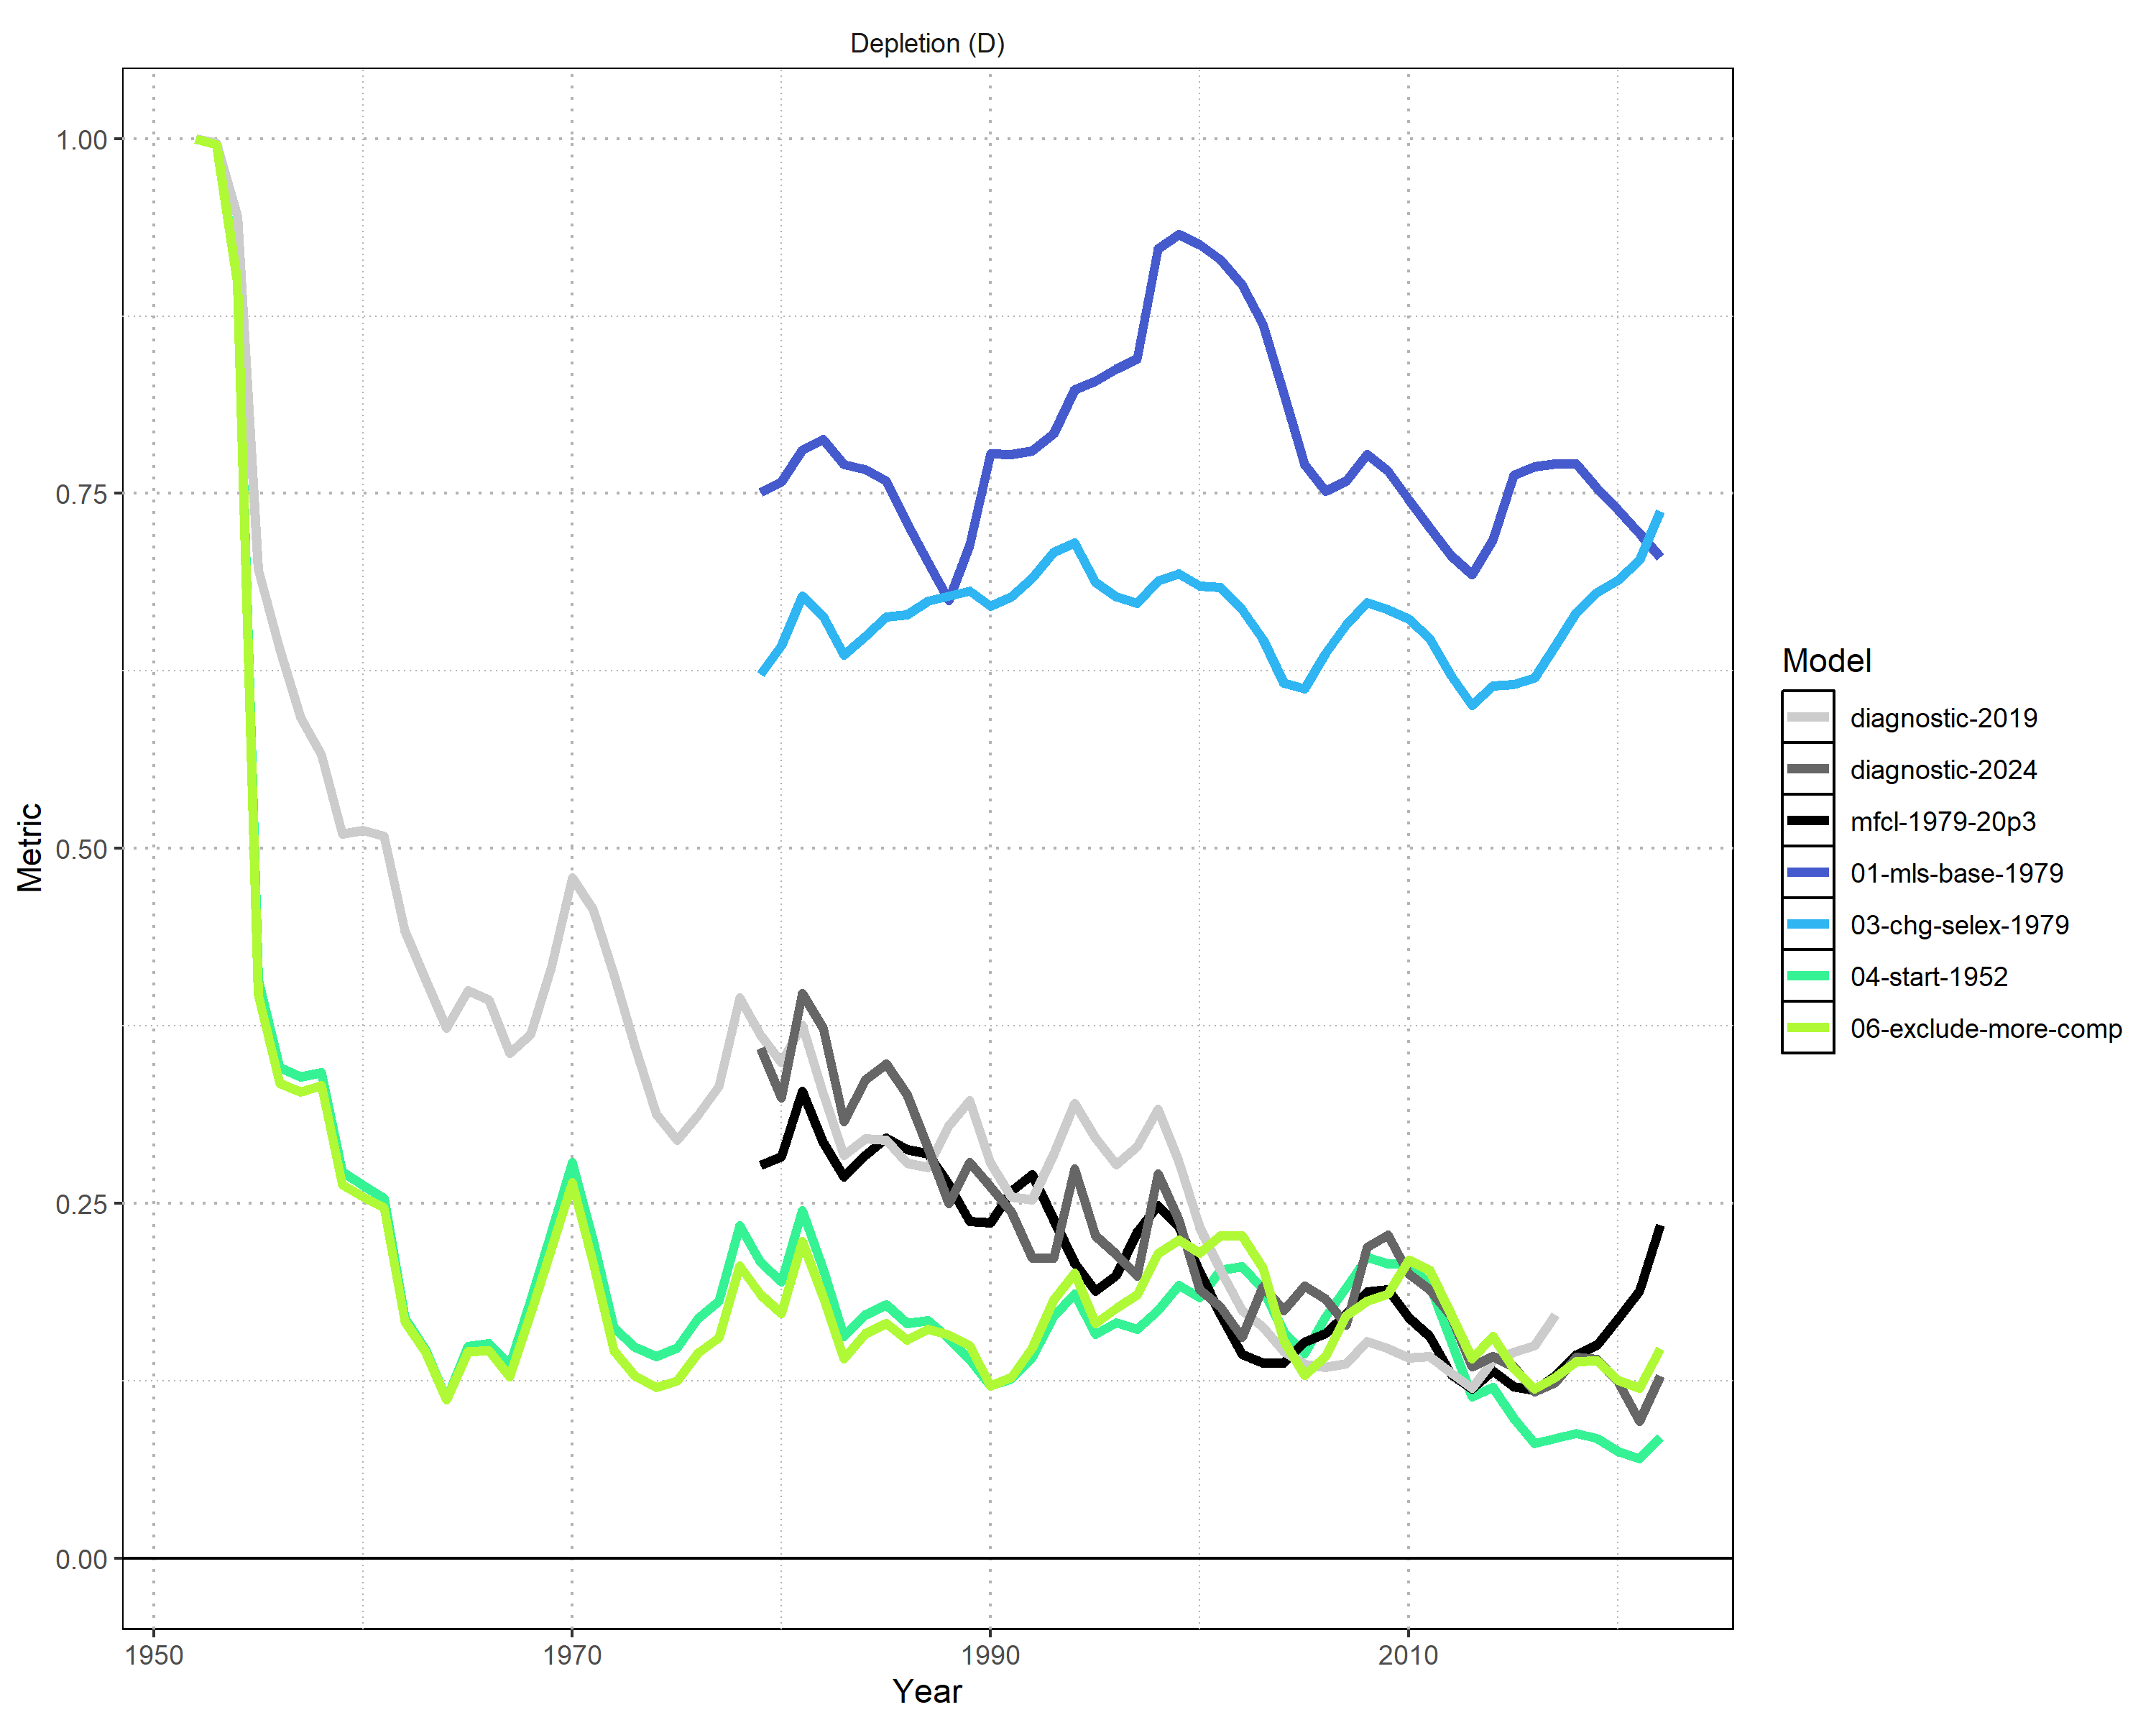 Depletion (D)
1.00
0.75
0.50
0.25
0.00
Metric
1950 1970 1990 2010
Year
Model
diagnostic-2019
diagnostic-2024
mfcl-1979-20p3
01-mls-base-1979
03-chg-selex-1979
04-start-1952
06-exclude-more-comp